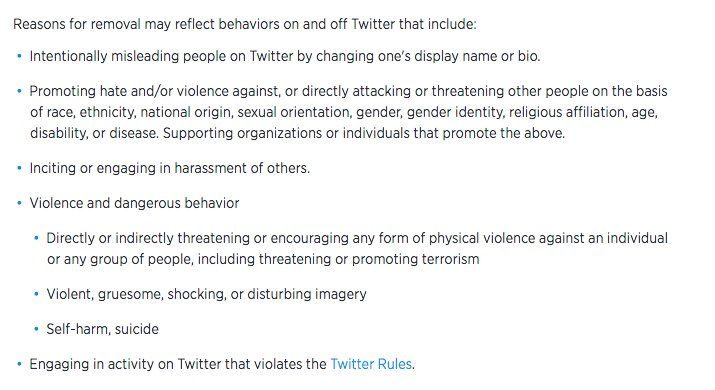 Reasons for removal may reflect behaviors on and off Twitter that include:
• Intentionally misleading people on Twitter by changing one's display name or bio.
• Promoting hate and/or violence against, or directly attacking or threatening other people on the basis
of race, ethnicity, national origin, sexual orientation, gender, gender identity, religious affiliation, age,
disability, or disease. Supporting organizations or individuals that promote the above.
• Inciting or engaging in harassment of others.
• Violence and dangerous behavior
• Directly or indirectly threatening or encouraging any form of physical violence against an individual
or any group of people, including threatening or promoting terrorism
• Violent, gruesome, shocking, or disturbing imagery
• Self-harm, suicide
• Engaging in activity on Twitter that violates the Twitter Rules.